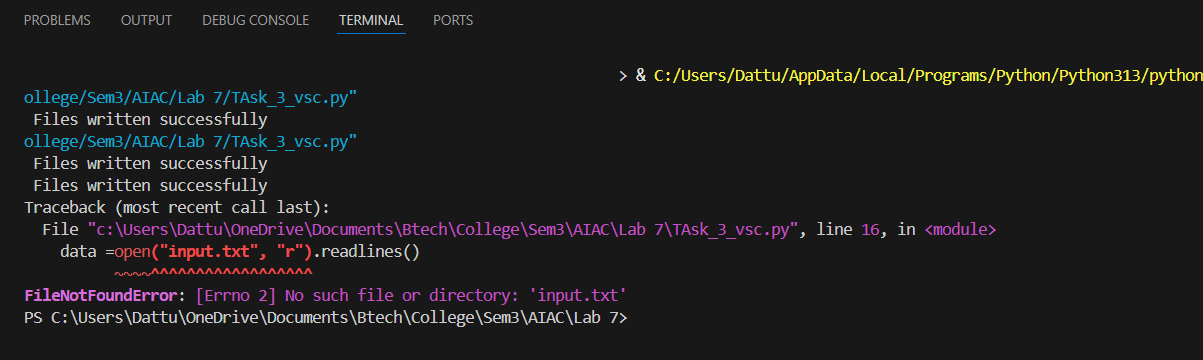 PROBLEMS OUTPUT DEBUG CONSOLE TERMINAL PORTS
> & C:/Users/Dattu/AppData/Local/Programs/Python/Python313/python
ollege/Sem3/AIAC/Lab 7/TAsk_3_vsc.py"
Files written successfully
ollege/Sem3/AIAC/Lab 7/TAsk_3_vsc.py"
Files written successfully
Files written successfully
Traceback (most recent call last):
File "c:\Users\Dattu\OneDrive\Documents\Btech\College\Sem3\AIAC\Lab 7\TAsk_3_vsc.py", line 16, in <module>
data =open("input.txt", "r").readlines()
~~~~^^^^^^^^^^^^^^^^^^
FileNotFoundError: [Errno 2] No such file or directory: 'input.txt'
PS C:\Users\Dattu\OneDrive\Documents\Btech\College\Sem3\AIAC\Lab 7>